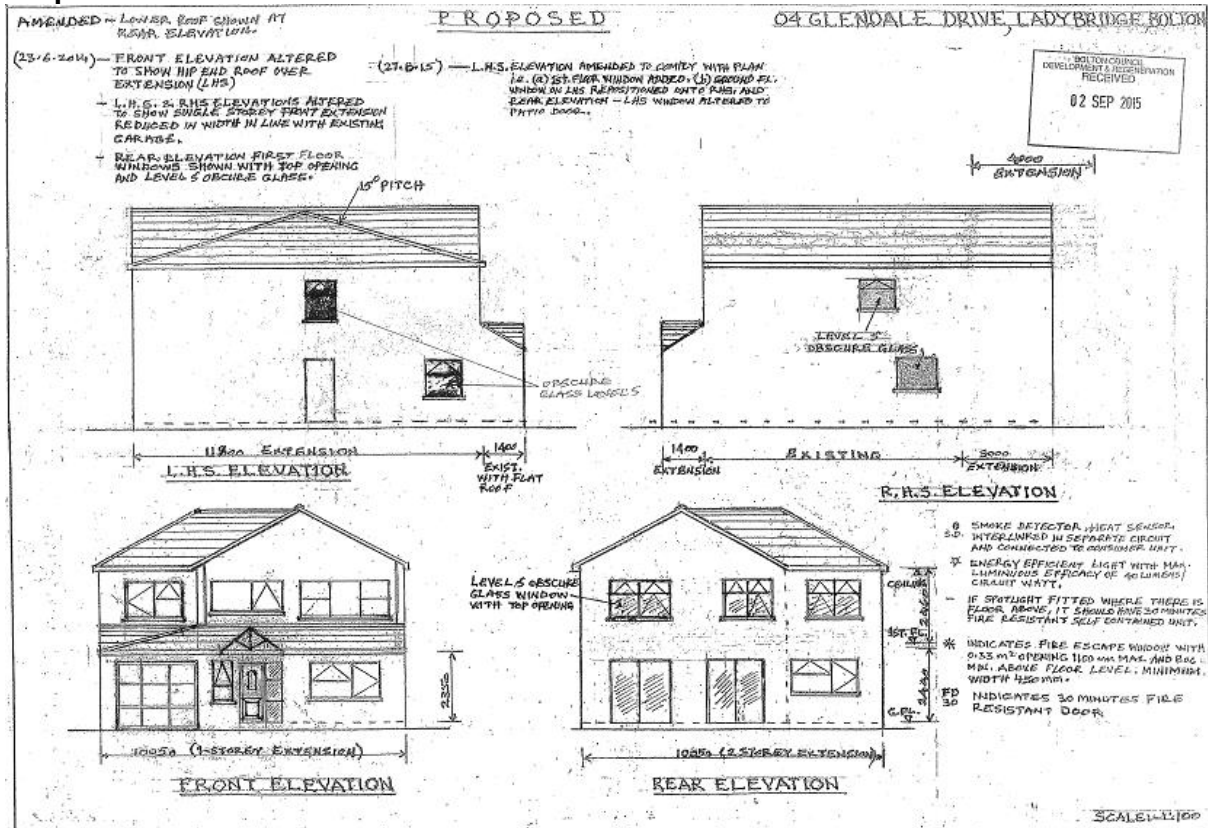 AMENDED - LOWER ROOF SHOWN AT
REAR ELEVATION.
(23-6-2014) - FRONT ELEVATION ALTERED
TO SHOW HIP END ROOF OVER
EXTENSION (LHS)
- L.H.S. & RHS ELEVATIONS ALTERED
TO SHOW SINGLE STOREY FRONT EXTENSION
REDUCED IN WIDTH IN LINE WITH EXISTING
GARAGE.
- REAR ELEVATION FIRST FLOOR
WINDOWS SHOWN WITH TOP OPENING
AND LEVEL 5 OBSCURE GLASS.
PROPOSED
(27-8-15) - L.H.S. ELEVATION AMENDED TO COMPLY WITH PLAN
i.e. (a) 1st. FLOOR WINDOW ADDED. (b) GROUND FL.
WINDOW ON LHS REPOSITIONED ONTO RHS. AND
REAR ELEVATION - LHS WINDOW ALTERED TO
PATIO DOOR.
04 GLENDALE DRIVE, LADYBRIDGE, BOLTON
BOLTON COUNCIL
DEVELOPMENT & REGENERATION
RECEIVED
02 SEP 2015
EXTENSION
15° PITCH
OBSCURE
GLASS LEVEL 5
EXTENSION
1400
EXIST.
WITH FLAT
ROOF
L.H.S. ELEVATION
LEVEL 5
OBSCURE GLASS
1400
EXTENSION
EXISTING
EXTENSION
R.H.S. ELEVATION
2350
10050 (1-STOREY EXTENSION)
FRONT ELEVATION
LEVEL 5 OBSCURE
GLASS WINDOW
WITH TOP OPENING
CEILING
1ST. FL.
G.FL.
10050 (2 STOREY EXTENSION)
REAR ELEVATION
S.D. SMOKE DETECTOR, HEAT SENSOR,
INTERLINKED IN SEPARATE CIRCUIT
AND CONNECTED TO CONSUMER UNIT.
ENERGY EFFICIENT LIGHT WITH MAX.
LUMINOUS EFFICACY OF 40 LUMENS/
CIRCUIT WATT.
- IF SPOTLIGHT FITTED WHERE THERE IS
FLOOR ABOVE, IT SHOULD HAVE 30 MINUTES
FIRE RESISTANT SELF CONTAINED UNIT.
* INDICATES FIRE ESCAPE WINDOW WITH
0.33 m² OPENING 1100 mm MAX. AND
ABOVE FLOOR LEVEL. MINIMUM
WIDTH 450 mm.
FD
30 INDICATES 30 MINUTES FIRE
RESISTANT DOOR
SCALE 1:100